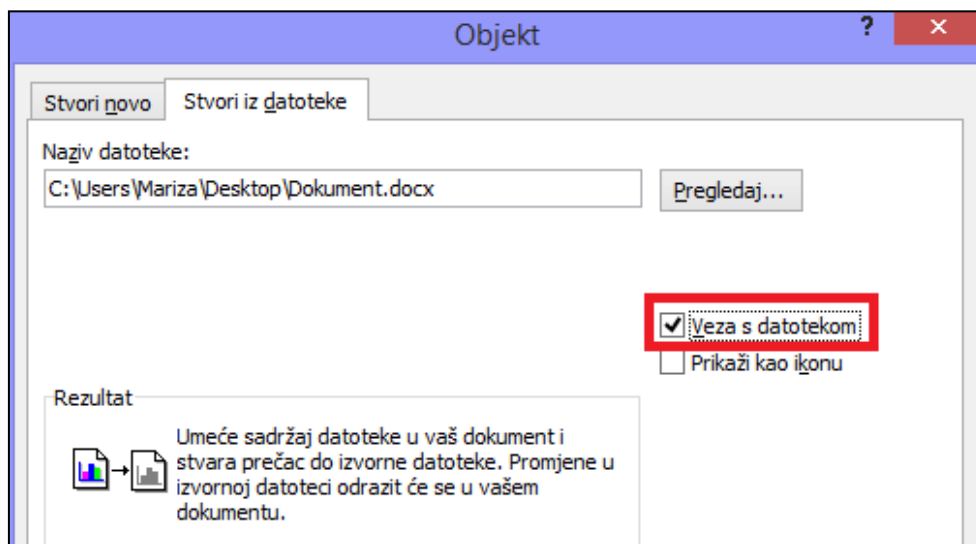 Objekt
?
Stvori novo
Stvori iz datoteke
Naziv datoteke:
C:\Users\Mariza\Desktop\Dokument.docx
Pregledaj...
Veza s datotekom
Prikaži kao ikonu
Rezultat
Umeće sadržaj datoteke u vaš dokument i
stvara prečac do izvorne datoteke. Promjene u
izvornoj datoteci odrazit će se u vašem
dokumentu.